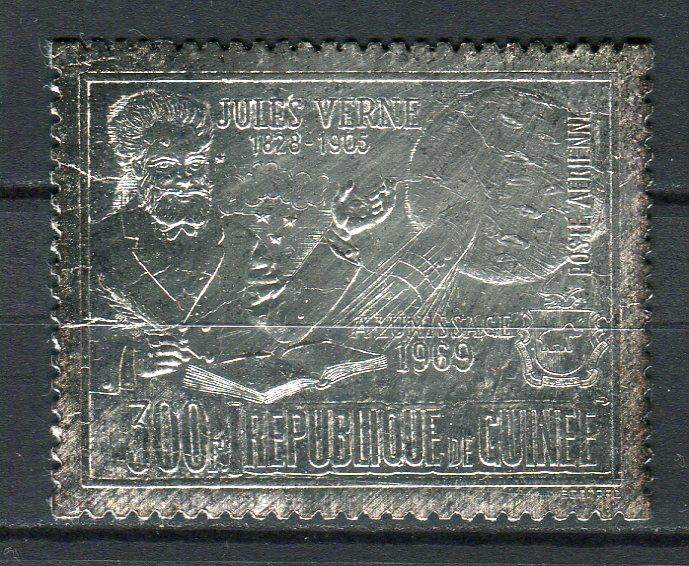 JULES VERNE
1828-1905
POSTE AERIENNE
ALUNISSAGE
1969
300F REPUBLIQUE DE GUINEE